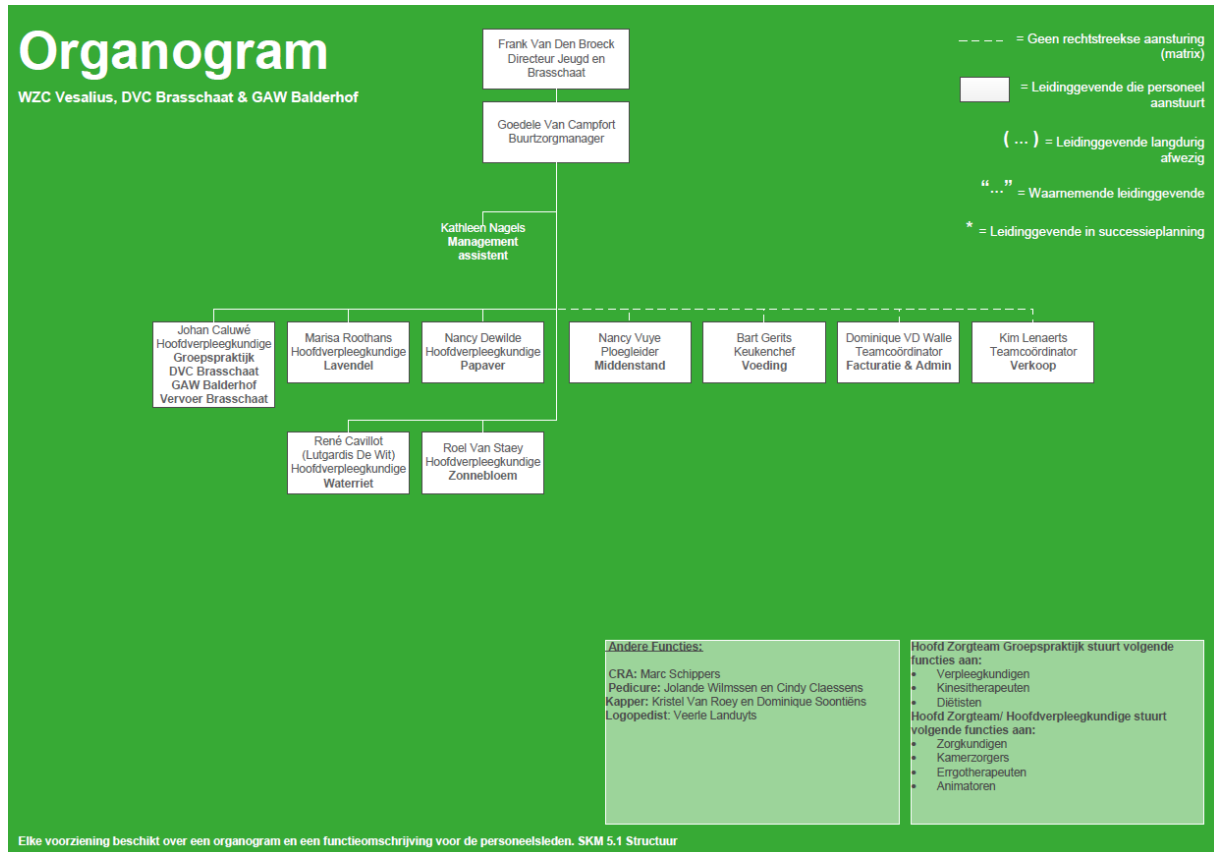 Organogram
WZC Vesalius, DVC Brasschaat & GAW Balderhof
Frank Van Den Broeck
Directeur Jeugd en
Brasschaat
Goedele Van Campfort
Buurtzorgmanager
Kathleen Nagels
Management
assistent
---- = Geen rechtstreekse aansturing
(matrix)
= Leidinggevende die personeel
aanstuurt
(...) = Leidinggevende langdurig
afwezig
“...” = Waarnemende leidinggevende
* = Leidinggevende in successieplanning
Johan Caluwé
Hoofdverpleegkundige
Groepspraktijk
DVC Brasschaat
GAW Balderhof
Vervoer Brasschaat
Marisa Roothans
Hoofdverpleegkundige
Lavendel
Nancy Dewilde
Hoofdverpleegkundige
Papaver
Nancy Vuye
Ploegleider
Middenstand
Bart Gerits
Keukenchef
Voeding
Dominique VD Walle
Teamcoördinator
Facturatie & Admin
Kim Lenaerts
Teamcoördinator
Verkoop
René Cavillot
(Lutgardis De Wit)
Hoofdverpleegkundige
Waterriet
Roel Van Staey
Hoofdverpleegkundige
Zonnebloem
Andere Functies:
CRA: Marc Schippers
Pedicure: Jolande Wilmssen en Cindy Claessens
Kapper: Kristel Van Roey en Dominique Soontiëns
Logopedist: Veerle Landuyts
Hoofd Zorgteam Groepspraktijk stuurt volgende
functies aan:
• Verpleegkundigen
• Kinesitherapeuten
• Diëtisten
Hoofd Zorgteam/ Hoofdverpleegkundige stuurt
volgende functies aan:
• Zorgkundigen
• Kamerzorgers
• Errgotherapeuten
• Animatoren
Elke voorziening beschikt over een organogram en een functieomschrijving voor de personeelsleden. SKM 5.1 Structuur